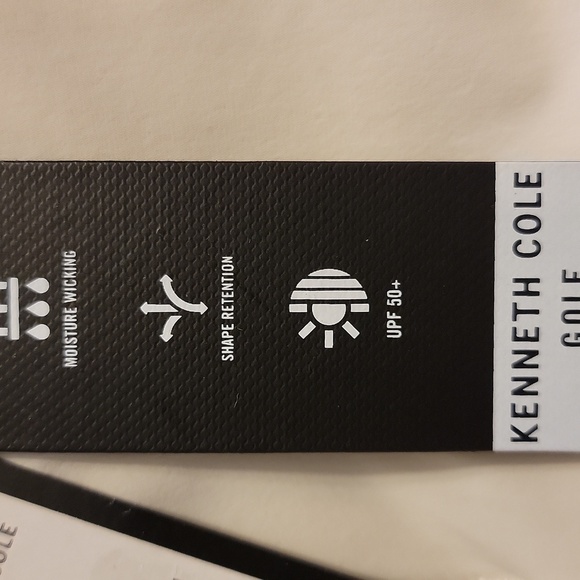 MOISTURE WICKING
SHAPE RETENTION
UPF 50+
KENNETH COLE
GOLF